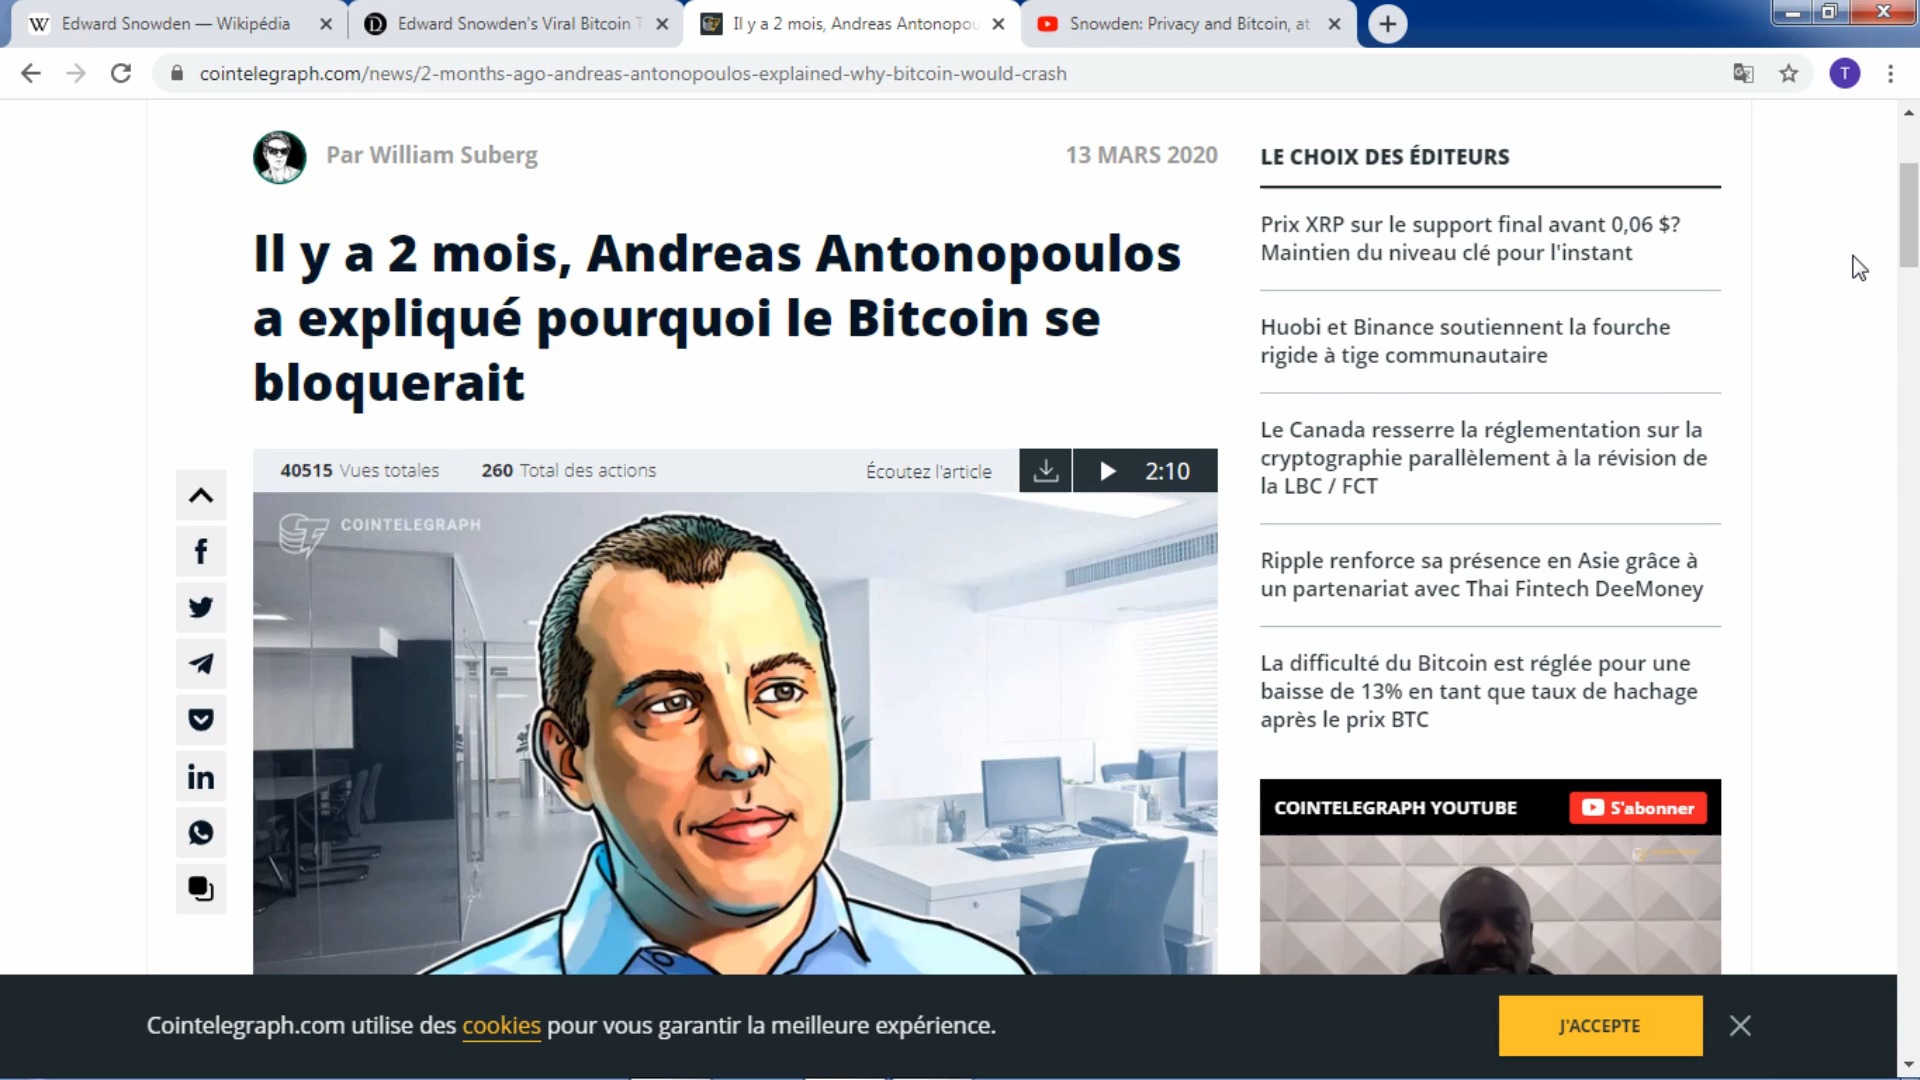 Edward Snowden — Wikipédia
Edward Snowden's Viral Bitcoin T
Il y a 2 mois, Andreas Antonopou
Snowden: Privacy and Bitcoin, at
cointelegraph.com/news/2-months-ago-andreas-antonopoulos-explained-why-bitcoin-would-crash
T
Par William Suberg
13 MARS 2020
Il y a 2 mois, Andreas Antonopoulos
a expliqué pourquoi le Bitcoin se
bloquerait
40515 Vues totales
260 Total des actions
Écoutez l'article
2:10
COINTELEGRAPH
LE CHOIX DES ÉDITEURS
Prix XRP sur le support final avant 0,06 $?
Maintien du niveau clé pour l'instant
Huobi et Binance soutiennent la fourche
rigide à tige communautaire
Le Canada resserre la réglementation sur la
cryptographie parallèlement à la révision de
la LBC / FCT
Ripple renforce sa présence en Asie grâce à
un partenariat avec Thai Fintech DeeMoney
La difficulté du Bitcoin est réglée pour une
baisse de 13% en tant que taux de hachage
après le prix BTC
COINTELEGRAPH YOUTUBE
S'abonner
Cointelegraph.com utilise des cookies pour vous garantir la meilleure expérience.
J'ACCEPTE